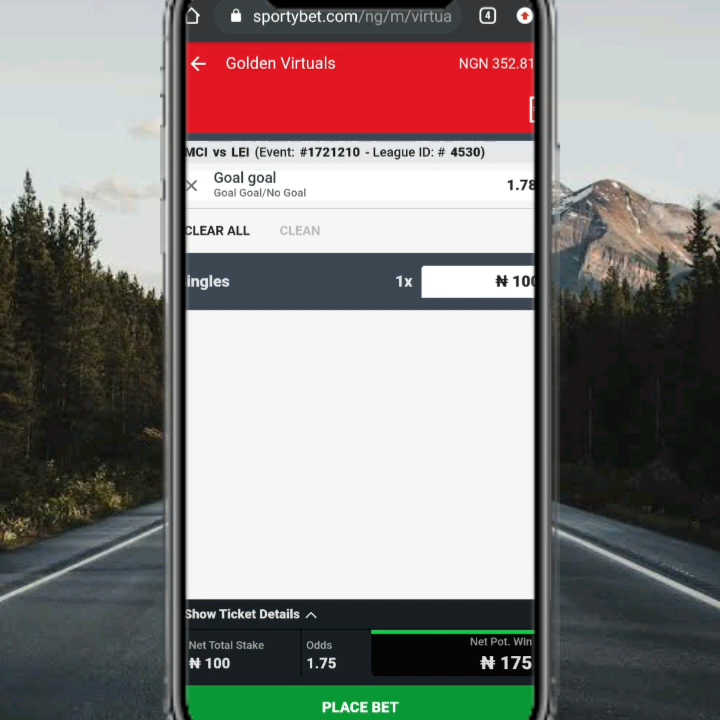 sportybet.com/ng/m/virtua
4
Golden Virtuals
NGN 352.81
MCI vs LEI (Event: #1721210 - League ID: # 4530)
Goal goal
1.78
Goal Goal/No Goal
CLEAR ALL CLEAN
ingles 1x ₦ 100
Show Ticket Details
Net Total Stake Odds Net Pot. Win
₦ 100 1.75 ₦ 175
PLACE BET